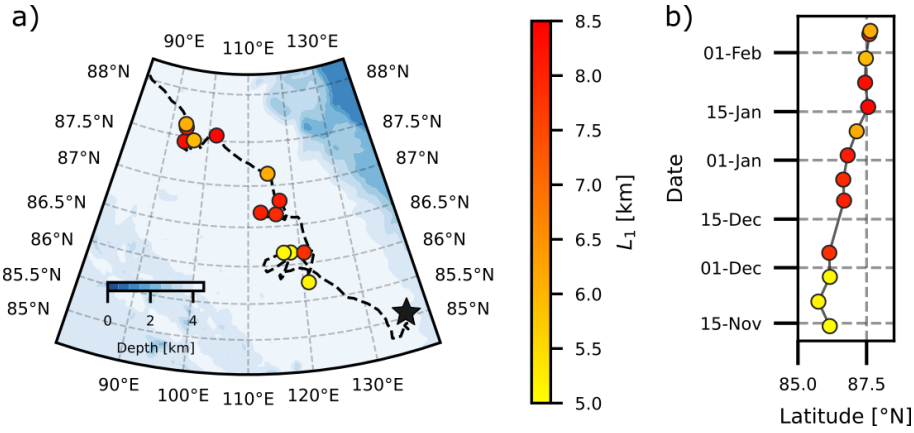 a)
90°E 110°E 130°E
88°N 88°N
87.5°N 87.5°N
87°N 87°N
86.5°N 86.5°N
86°N 86°N
85.5°N 85.5°N
85°N 85°N
0 2 4
Depth [km]
90°E 100°E 110°E 120°E 130°E
8.5
8.0
7.5
7.0
6.5
6.0
5.5
5.0
L₁ [km]
b)
Date
01-Feb
15-Jan
01-Jan
15-Dec
01-Dec
15-Nov
85.0 87.5
Latitude [°N]